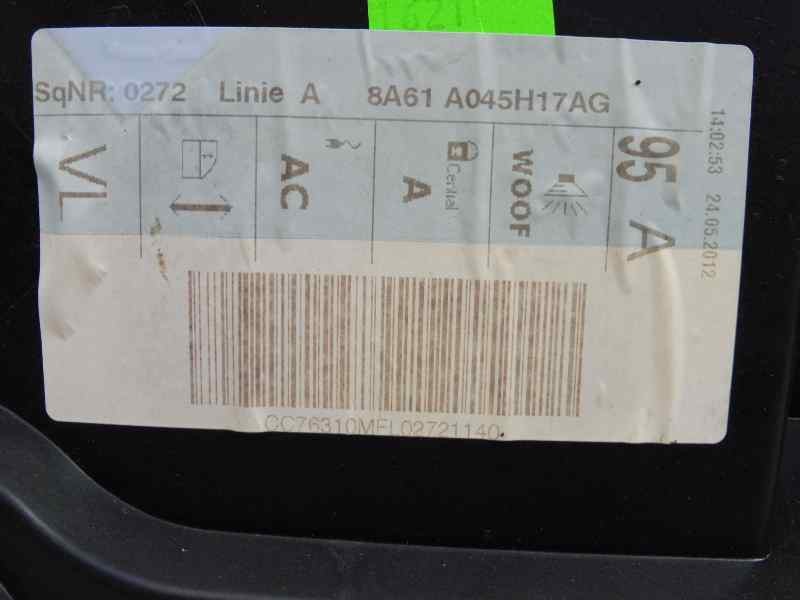 SqNR: 0272 Linie A 8A61 A045H17AG
VL
AC
Central
A
WOOF
95 A
14:02:53 24.05.2012
CC76310MFL02721140